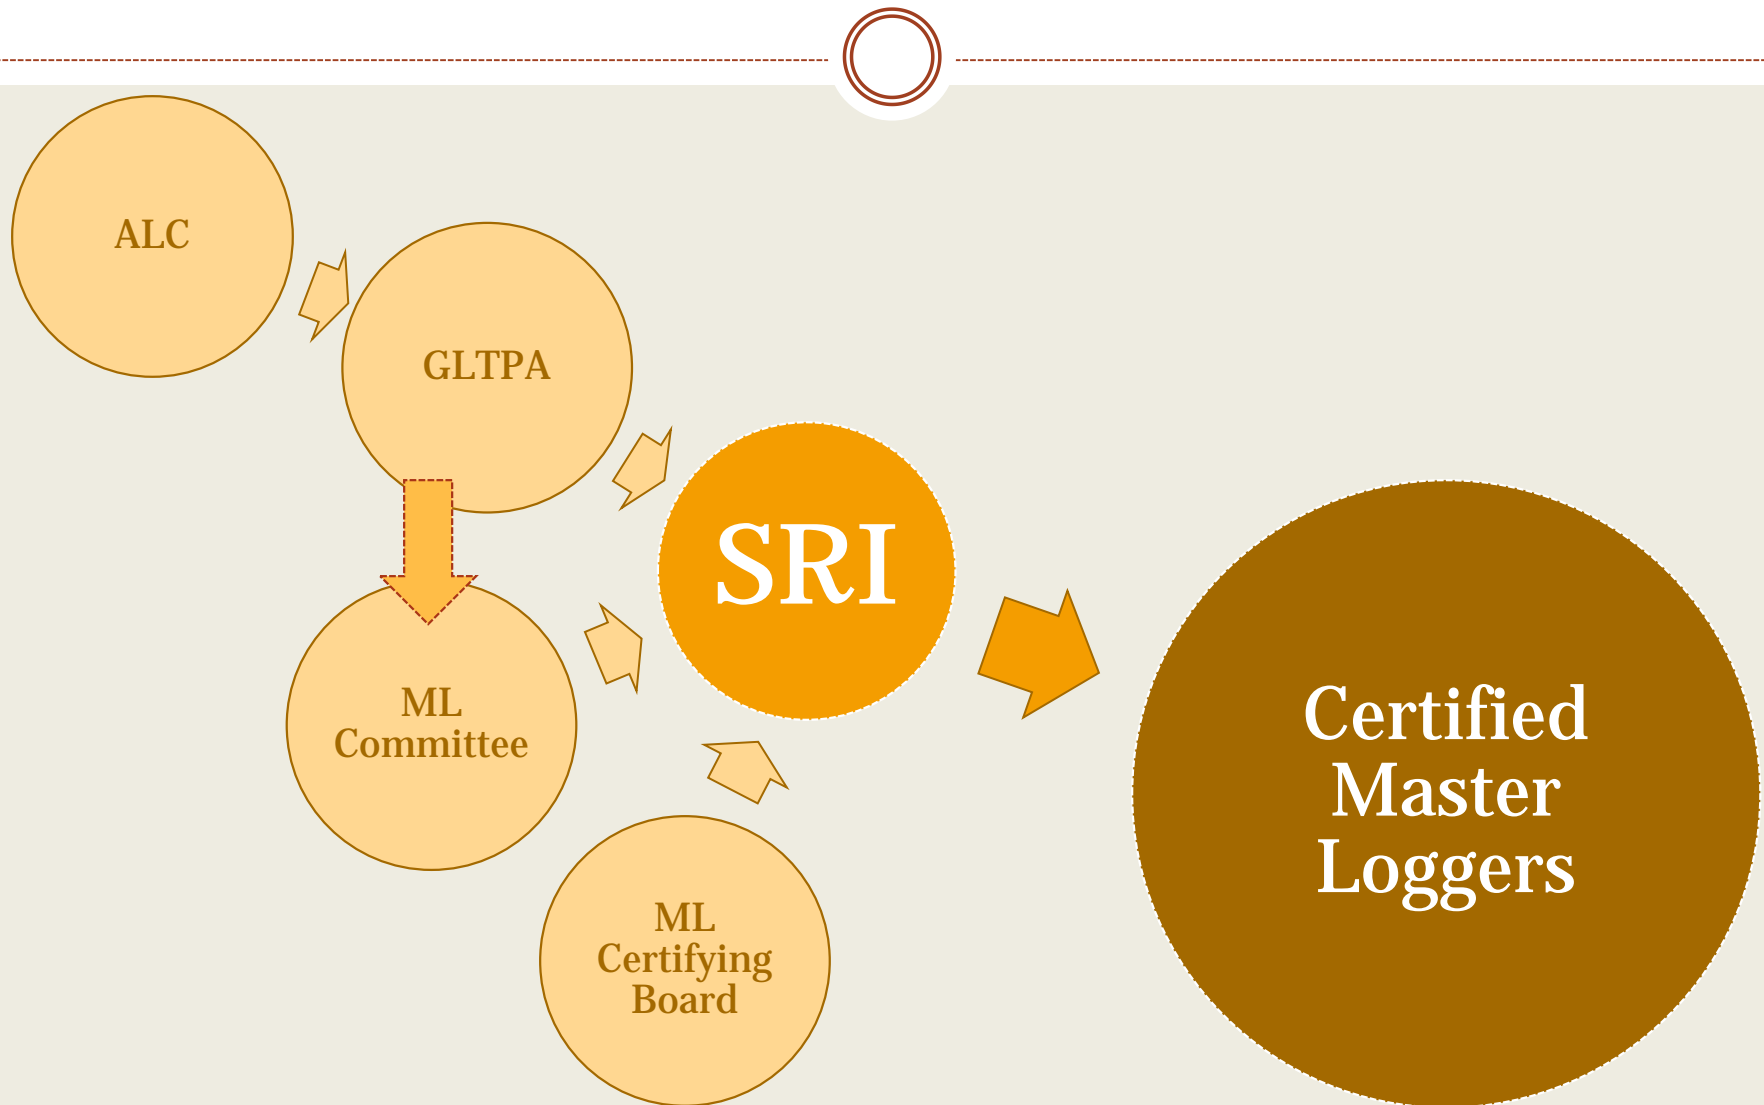 ALC
GLTPA
SRI
ML
Committee
Certified
Master
Loggers
ML
Certifying
Board